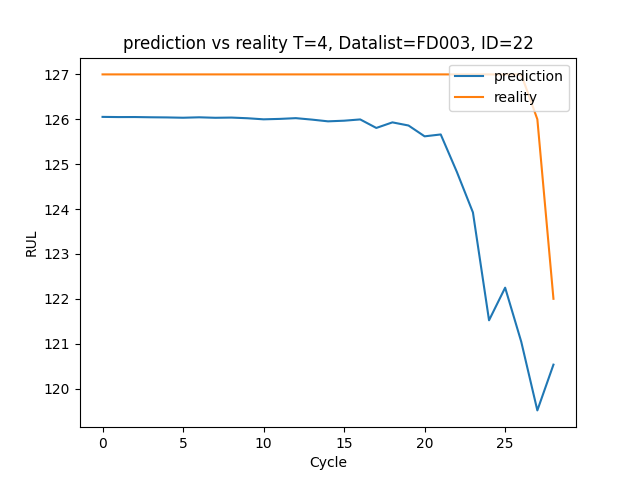 prediction vs reality T=4, Datalist=FD003, ID=22
prediction
reality
127
126
125
124
123
122
121
120
RUL
0 5 10 15 20 25
Cycle